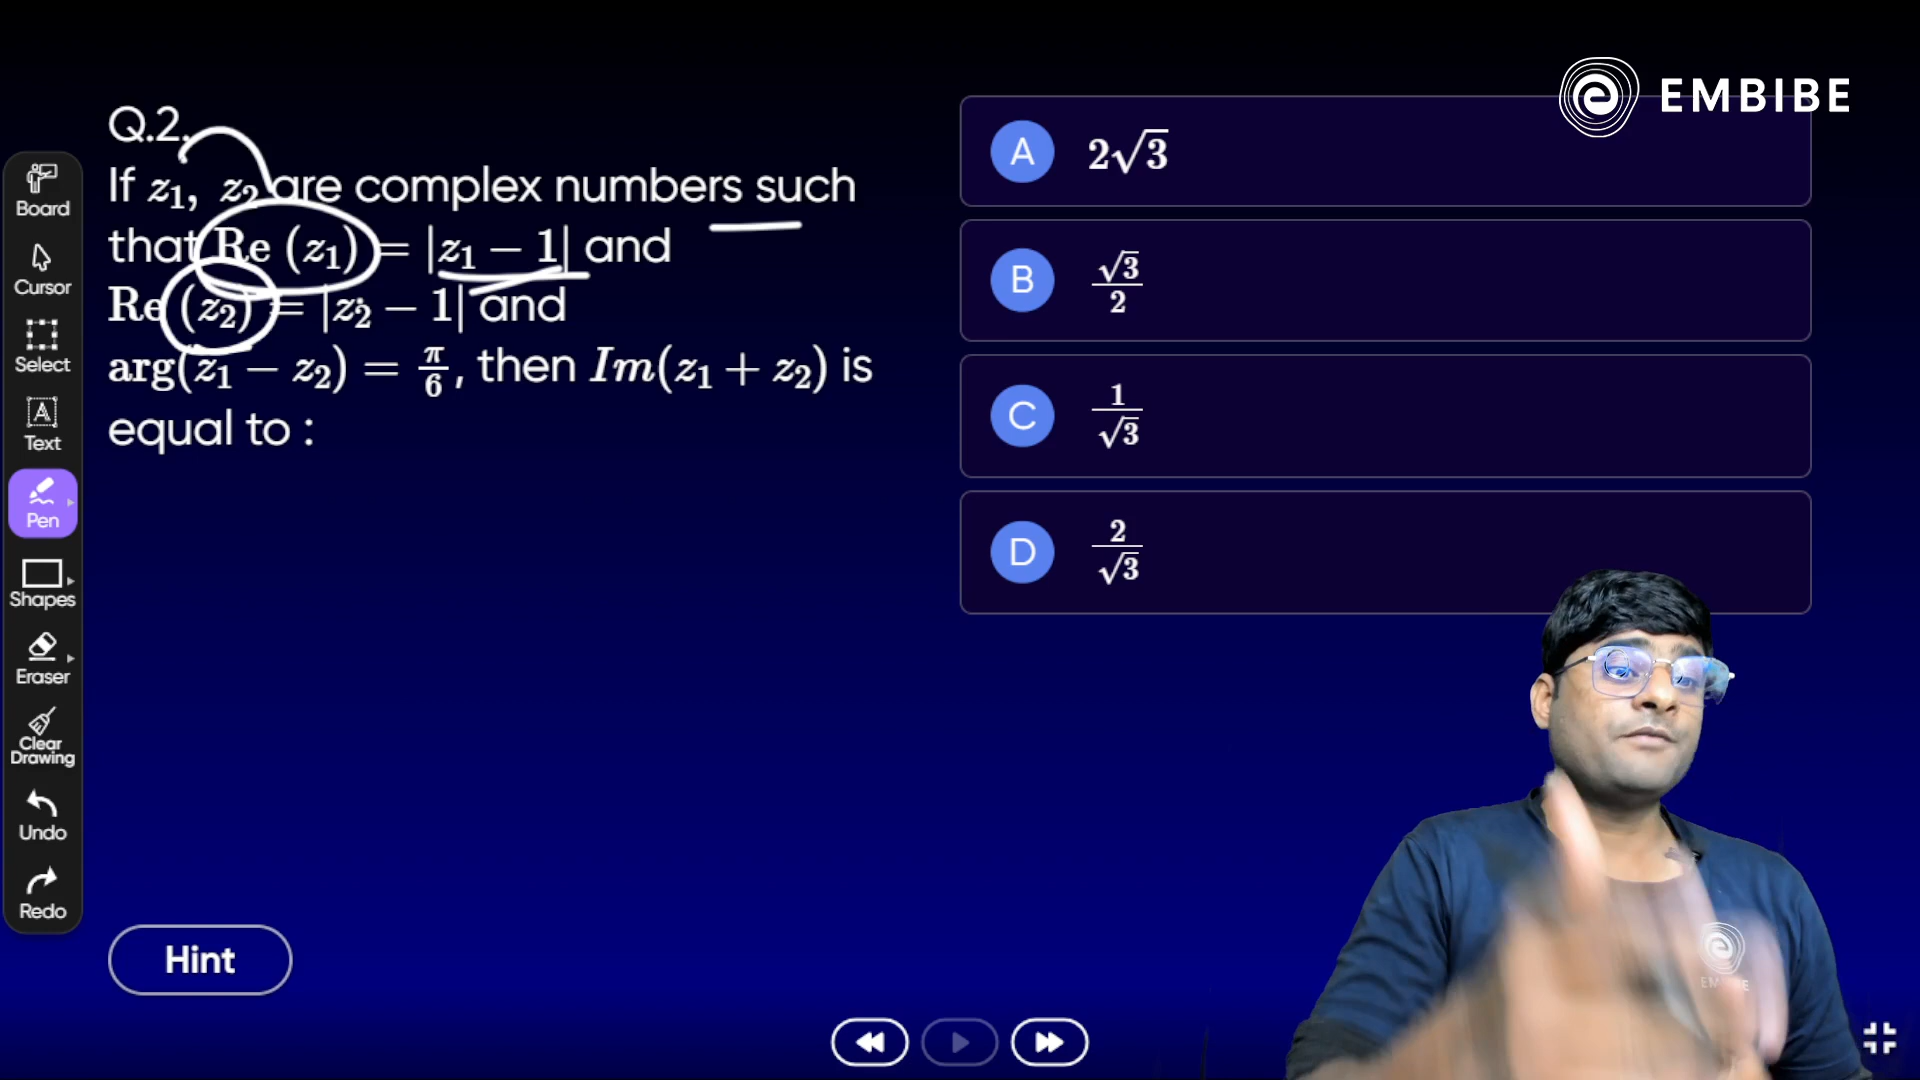 EMBIBE
Q.2.
If z₁, z₂ are complex numbers such
that Re (z₁) = |z₁ − 1| and
Re (z₂) = |z₂ − 1| and
arg(z₁ − z₂) = π/6, then Im(z₁ + z₂) is
equal to :
A 2√3
B √3/2
C 1/√3
D 2/√3
Board
Cursor
Select
Text
Pen
Shapes
Eraser
Clear
Drawing
Undo
Redo
Hint
EMBIBE